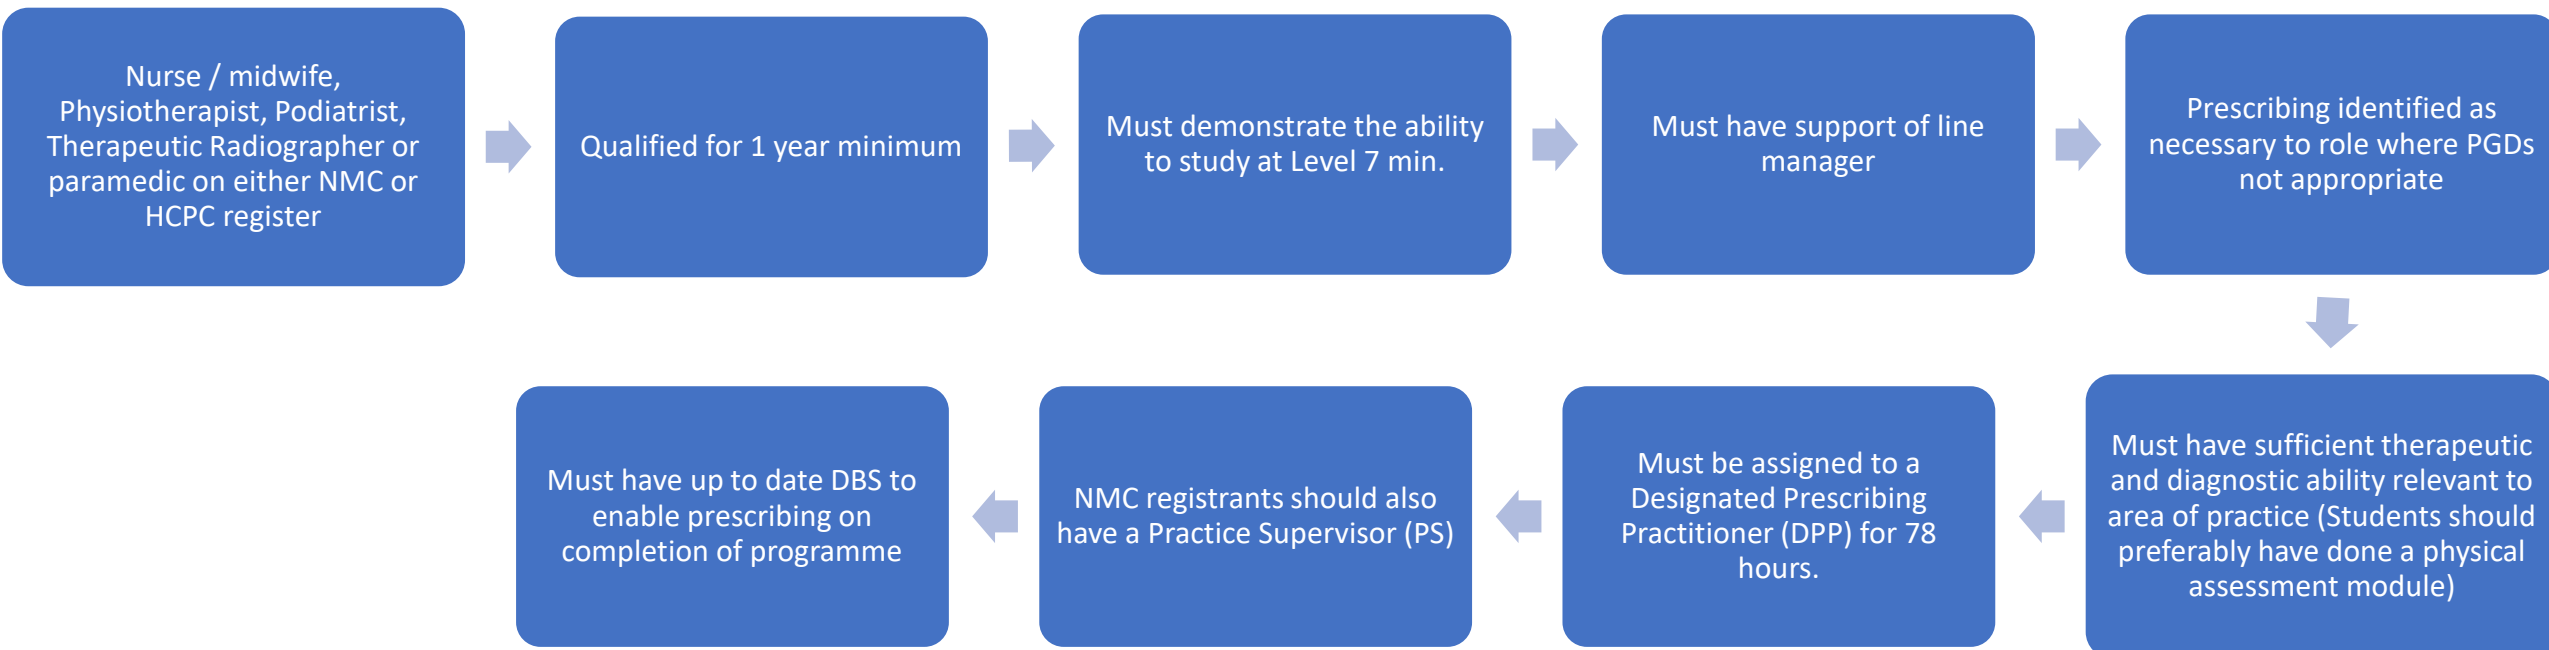 Nurse / midwife,
Physiotherapist, Podiatrist,
Therapeutic Radiographer or
paramedic on either NMC or
HCPC register
Qualified for 1 year minimum
Must demonstrate the ability
to study at Level 7 min.
Must have support of line
manager
Prescribing identified as
necessary to role where PGDs
not appropriate
Must have sufficient therapeutic
and diagnostic ability relevant to
area of practice (Students should
preferably have done a physical
assessment module)
Must be assigned to a
Designated Prescribing
Practitioner (DPP) for 78
hours.
NMC registrants should also
have a Practice Supervisor (PS)
Must have up to date DBS to
enable prescribing on
completion of programme